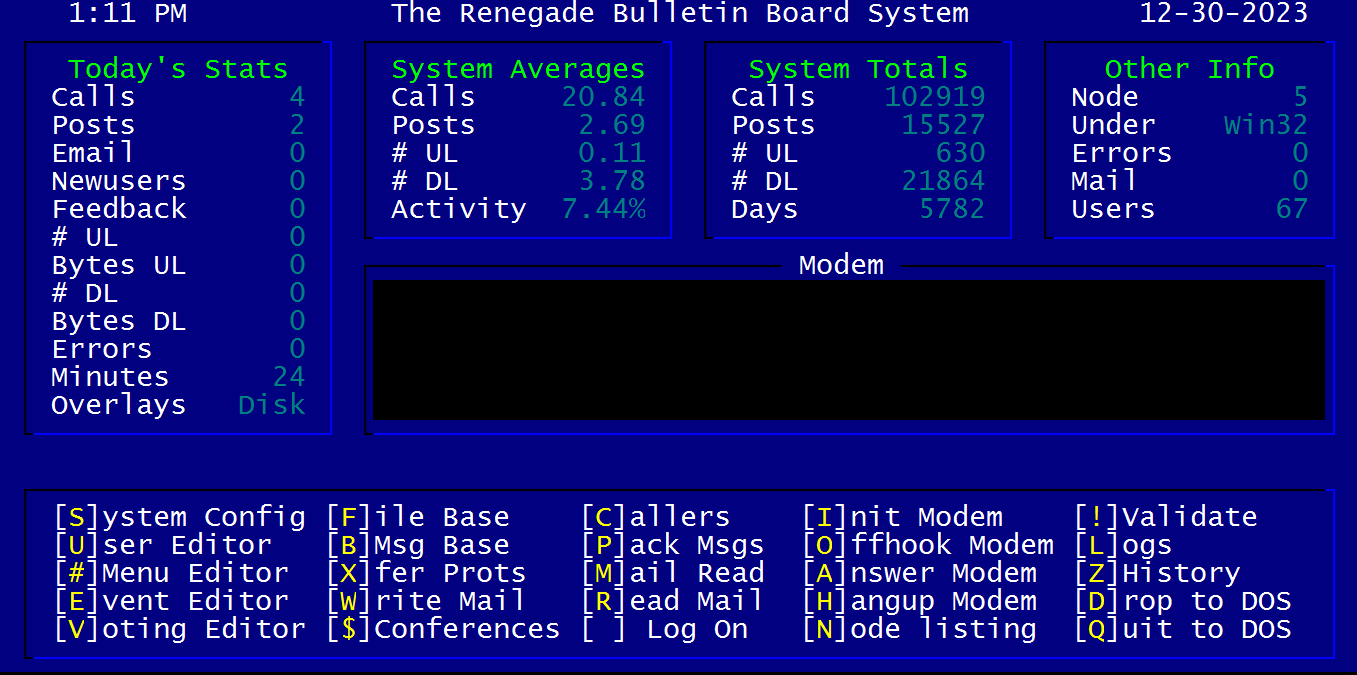 1:11 PM The Renegade Bulletin Board System 12-30-2023
Today's Stats
Calls 4
Posts 2
Email 0
Newusers 0
Feedback 0
# UL 0
Bytes UL 0
# DL 0
Bytes DL 0
Errors 0
Minutes 24
Overlays Disk
System Averages
Calls 20.84
Posts 2.69
# UL 0.11
# DL 3.78
Activity 7.44%
System Totals
Calls 102919
Posts 15527
# UL 630
# DL 21864
Days 5782
Other Info
Node 5
Under Win32
Errors 0
Mail 0
Users 67
Modem
[S]ystem Config [F]ile Base [C]allers [I]nit Modem [!]Validate
[U]ser Editor [B]Msg Base [P]ack Msgs [O]ffhook Modem [L]ogs
[#]Menu Editor [X]fer Prots [M]ail Read [A]nswer Modem [Z]History
[E]vent Editor [W]rite Mail [R]ead Mail [H]angup Modem [D]rop to DOS
[V]oting Editor [$]Conferences [ ] Log On [N]ode listing [Q]uit to DOS